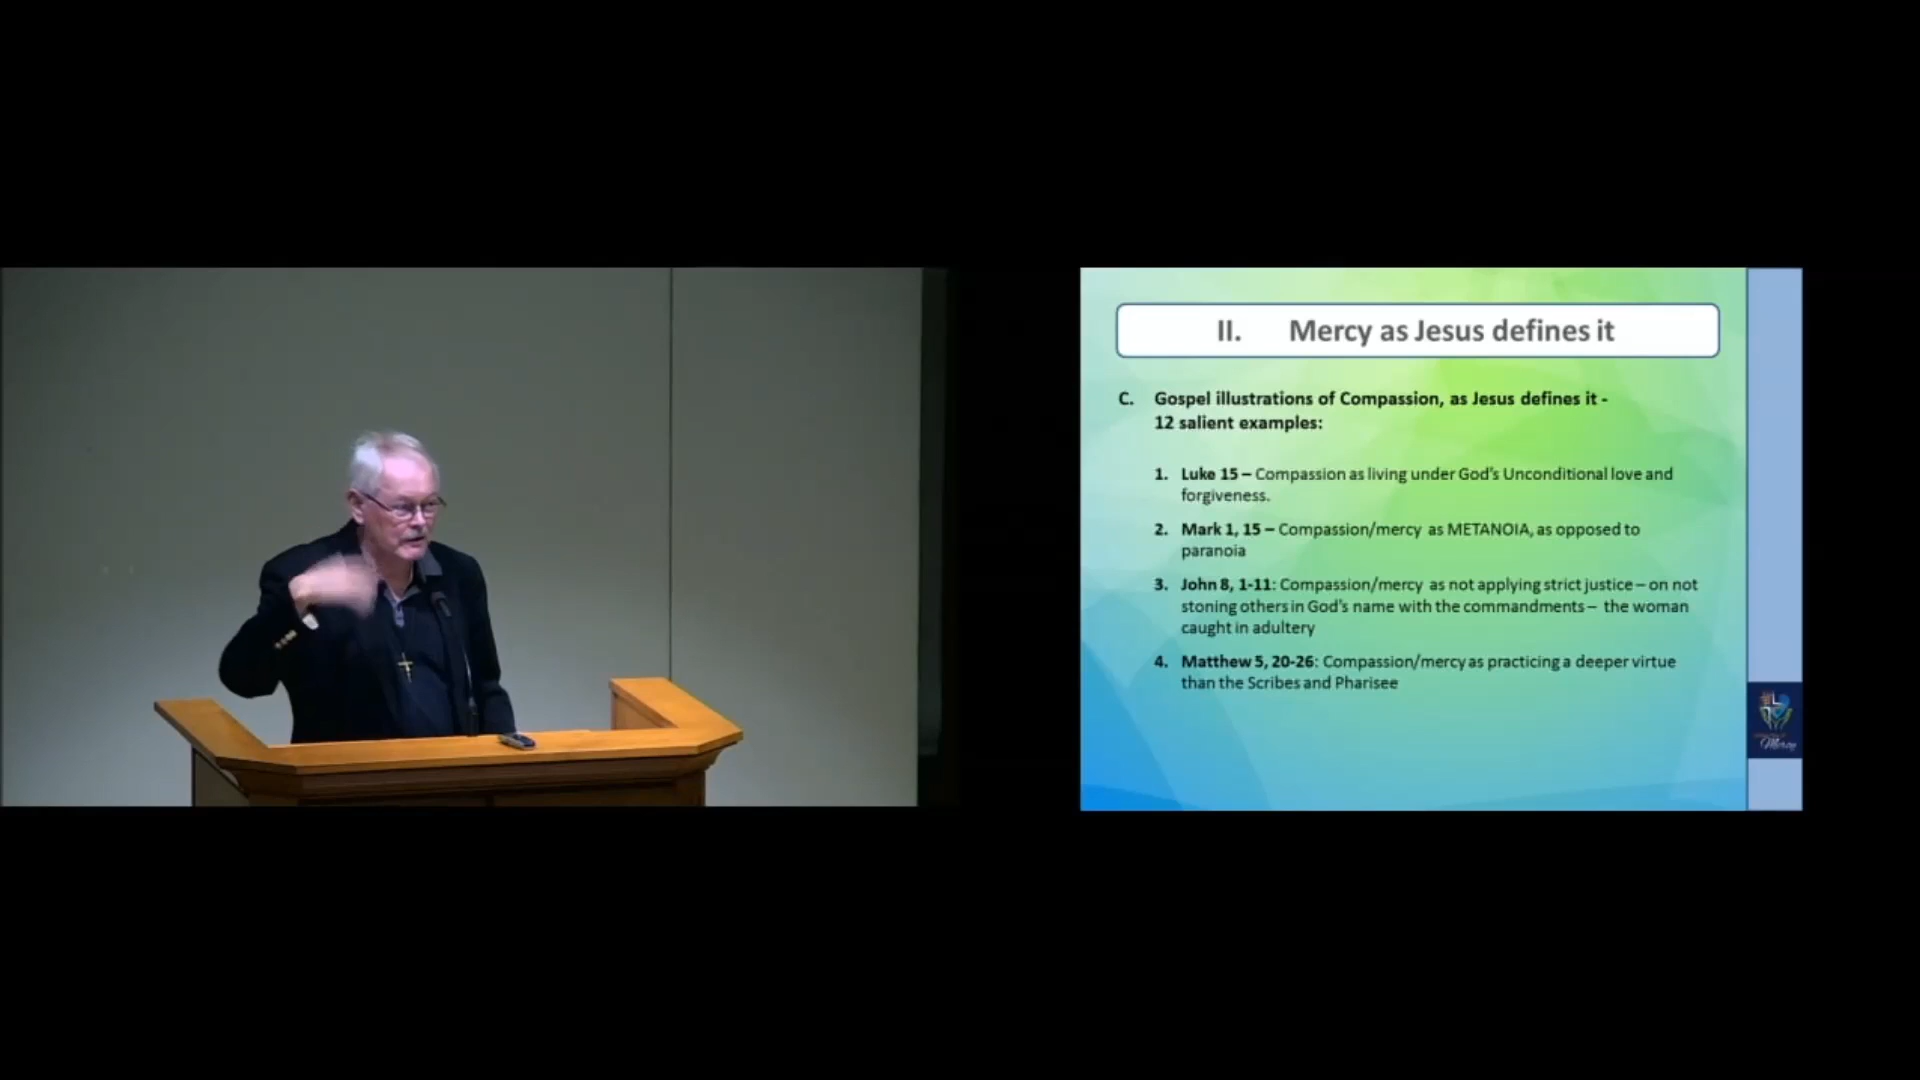 II. Mercy as Jesus defines it
C. Gospel illustrations of Compassion, as Jesus defines it -
12 salient examples:
1. Luke 15 – Compassion as living under God's Unconditional love and
forgiveness.
2. Mark 1, 15 – Compassion/mercy as METANOIA, as opposed to
paranoia
3. John 8, 1-11: Compassion/mercy as not applying strict justice – on not
stoning others in God's name with the commandments – the woman
caught in adultery
4. Matthew 5, 20-26: Compassion/mercy as practicing a deeper virtue
than the Scribes and Pharisee
Mercy